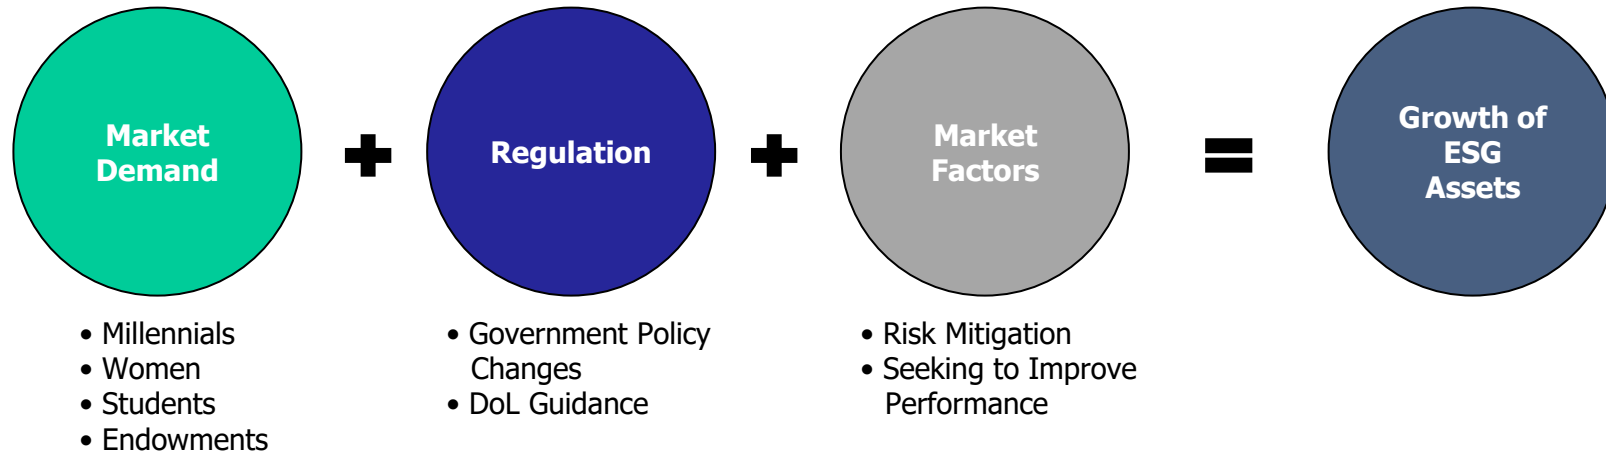 Market
Demand
Regulation
Market
Factors
Growth of
ESG
Assets
• Millennials
• Women
• Students
• Endowments
• Government Policy
Changes
• DoL Guidance
• Risk Mitigation
• Seeking to Improve
Performance